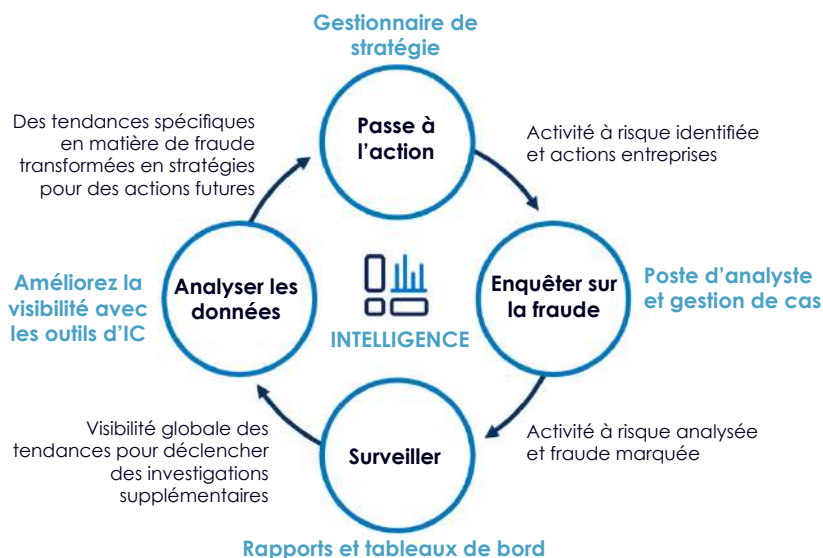 Gestionnaire de
stratégie
Passe à
l’action
Des tendances spécifiques
en matière de fraude
transformées en stratégies
pour des actions futures
Activité à risque identifiée
et actions entreprises
Améliorez la
visibilité avec
les outils d’IC
Analyser les
données
INTELLIGENCE
Enquêter sur
la fraude
Poste d’analyste
et gestion de cas
Visibilité globale des
tendances pour déclencher
des investigations
supplémentaires
Surveiller
Activité à risque analysée
et fraude marquée
Rapports et tableaux de bord